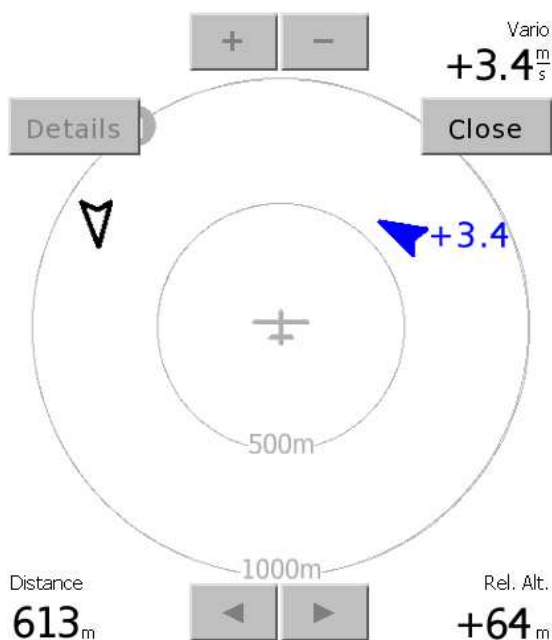 + −
Vario
+3.4 m/s
Details
Close
+3.4
500m
1000m
Distance
613 m
Rel. Alt.
+64 m